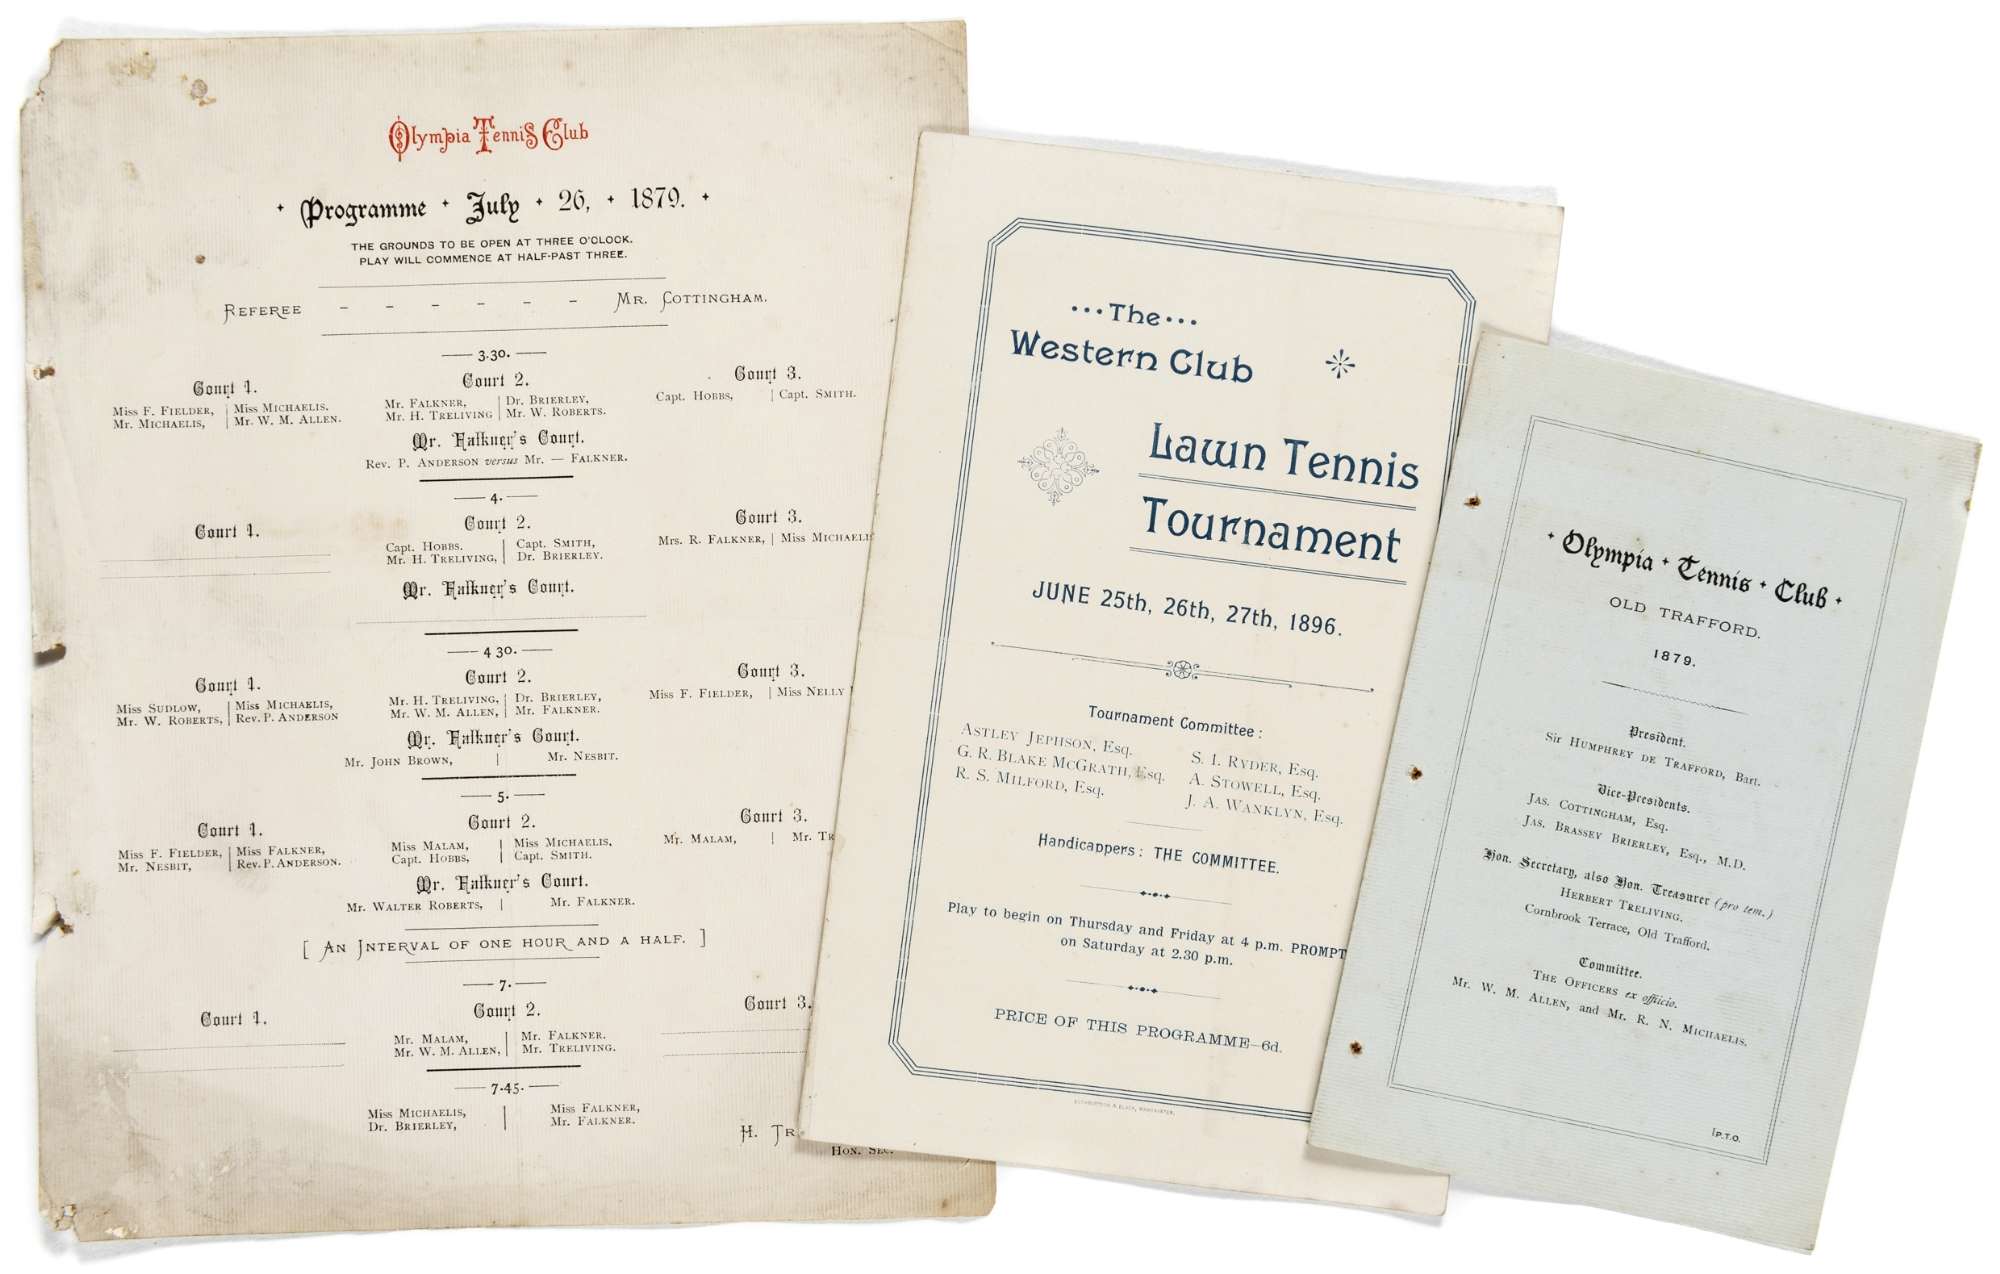 Olympia Tennis Club
Programme July 26, 1879.
THE GROUNDS TO BE OPEN AT THREE O'CLOCK.
PLAY WILL COMMENCE AT HALF-PAST THREE.
REFEREE - - - - - - MR. COTTINGHAM.
3.30.
Court 1. Court 2. Court 3.
Miss F. FIELDER, | Miss MICHAELIS. Mr. FALKNER, | Dr. BRIERLEY, Capt. HOBBS, | Capt. SMITH.
Mr. MICHAELIS, | Mr. W. M. ALLEN. Mr. H. TRELIVING | Mr. W. ROBERTS.
Mr. Falkner's Court.
Rev. P. ANDERSON versus Mr. — FALKNER.
4.
Court 1. Court 2. Court 3.
Capt. HOBBS. | Capt. SMITH, Mrs. R. FALKNER, | Miss MICHAELIS
Mr. H. TRELIVING, | Dr. BRIERLEY.
Mr. Falkner's Court.
4 30.
Court 1. Court 2. Court 3.
Miss SUDLOW, | Miss MICHAELIS, Mr. H. TRELIVING, | Dr. BRIERLEY, Miss F. FIELDER, | Miss NELLY
Mr. W. ROBERTS, | Rev. P. ANDERSON Mr. W. M. ALLEN, | Mr. FALKNER.
Mr. Falkner's Court.
Mr. JOHN BROWN, | Mr. NESBIT.
5.
Court 1. Court 2. Court 3.
Miss F. FIELDER, | Miss FALKNER, Miss MALAM, | Miss MICHAELIS, Mr. MALAM, | Mr. TR
Mr. NESBIT, | Rev. P. ANDERSON. Capt. HOBBS, | Capt. SMITH.
Mr. Falkner's Court.
Mr. WALTER ROBERTS, | Mr. FALKNER.
[ AN INTERVAL OF ONE HOUR AND A HALF. ]
7.
Court 1. Court 2. Court 3.
Mr. MALAM, | Mr. FALKNER.
Mr. W. M. ALLEN, | Mr. TRELIVING.
7.45.
Miss MICHAELIS, | Miss FALKNER,
Dr. BRIERLEY, | Mr. FALKNER.
H. TR
HON. SEC.
...The...
Western Club
Lawn Tennis
Tournament
JUNE 25th, 26th, 27th, 1896.
Tournament Committee:
ASTLEY JEPHSON, Esq. S. I. RYDER, Esq.
G. R. BLAKE MCGRATH, Esq. A. STOWELL, Esq.
R. S. MILFORD, Esq. J. A. WANKLYN, Esq.
Handicappers: THE COMMITTEE.
Play to begin on Thursday and Friday at 4 p.m. PROMPT
on Saturday at 2.30 p.m.
PRICE OF THIS PROGRAMME—6d.
Olympia Tennis Club
OLD TRAFFORD.
1879.
President.
Sir HUMPHREY DE TRAFFORD, Bart.
Vice-Presidents.
JAS. COTTINGHAM, Esq.
JAS. BRASSEY BRIERLEY, Esq., M.D.
Hon. Secretary, also Hon. Treasurer (pro tem.)
HERBERT TRELIVING.
Cornbrook Terrace, Old Trafford.
Committee.
THE OFFICERS ex officio.
Mr. W. M. ALLEN, and Mr. R. N. MICHAELIS.
[P.T.O.